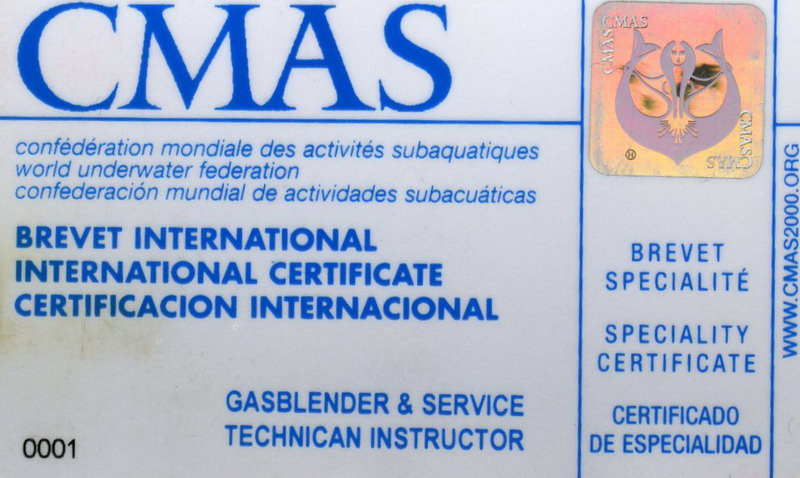 CMAS
confédération mondiale des activités subaquatiques
world underwater federation
confederación mundial de actividades subacuáticas
BREVET INTERNATIONAL
INTERNATIONAL CERTIFICATE
CERTIFICACION INTERNACIONAL
GASBLENDER & SERVICE
TECHNICAN INSTRUCTOR
0001
CMAS
CMAS
CMAS
CMAS
BREVET
SPECIALITÉ
SPECIALITY
CERTIFICATE
CERTIFICADO
DE ESPECIALIDAD
WWW.CMAS2000.ORG